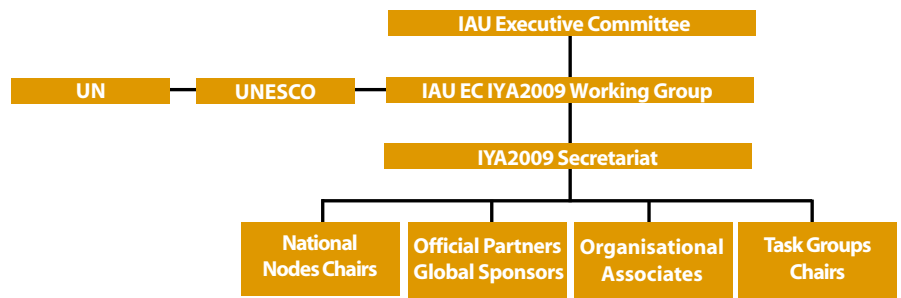 IAU Executive Committee
UN
UNESCO
IAU EC IYA2009 Working Group
IYA2009 Secretariat
National
Nodes Chairs
Official Partners
Global Sponsors
Organisational
Associates
Task Groups
Chairs